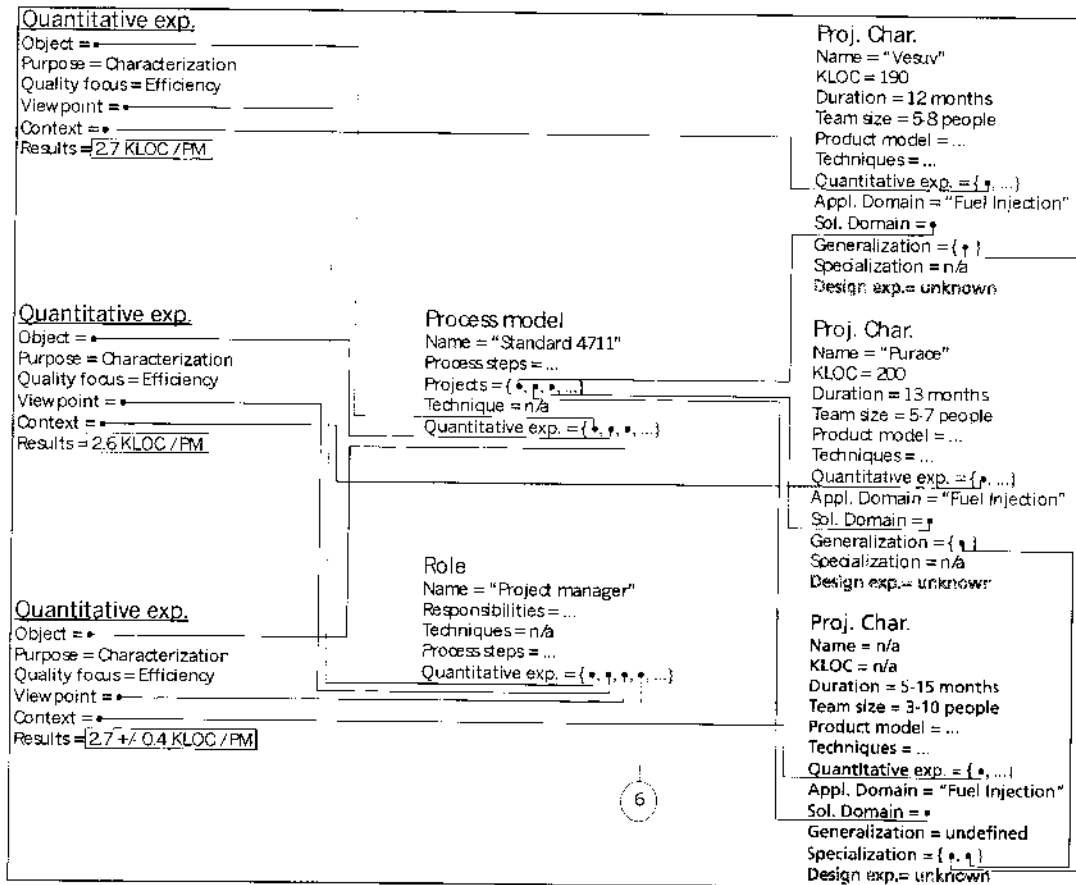 Quantitative exp.
Object =
Purpose = Characterization
Quality focus = Efficiency
Viewpoint =
Context =
Results = 2.7 KLOC / PM
Proj. Char.
Name = "Vesuv"
KLOC = 190
Duration = 12 months
Team size = 5-8 people
Product model = ...
Techniques = ...
Quantitative exp. = { , ...}
Appl. Domain = "Fuel Injection"
Sol. Domain =
Generalization = { }
Specialization = n/a
Design exp.= unknown
Quantitative exp.
Object =
Purpose = Characterization
Quality focus = Efficiency
Viewpoint =
Context =
Results = 2.6 KLOC / PM
Process model
Name = "Standard 4711"
Process steps = ...
Projects = { , , , ...}
Technique = n/a
Quantitative exp. = { , , , ...}
Proj. Char.
Name = "Purace"
KLOC = 200
Duration = 13 months
Team size = 5-7 people
Product model = ...
Techniques = ...
Quantitative exp. = { , ...}
Appl. Domain = "Fuel Injection"
Sol. Domain =
Generalization = { }
Specialization = n/a
Design exp.= unknown
Quantitative exp.
Object =
Purpose = Characterization
Quality focus = Efficiency
Viewpoint =
Context =
Results = 2.7 +/- 0.4 KLOC / PM
Role
Name = "Project manager"
Responsibilities = ...
Techniques = n/a
Process steps = ...
Quantitative exp. = { , , , , ...}
6
Proj. Char.
Name = n/a
KLOC = n/a
Duration = 5-15 months
Team size = 3-10 people
Product model = ...
Techniques = ...
Quantitative exp. = { , ...}
Appl. Domain = "Fuel Injection"
Sol. Domain =
Generalization = undefined
Specialization = { , }
Design exp.= unknown